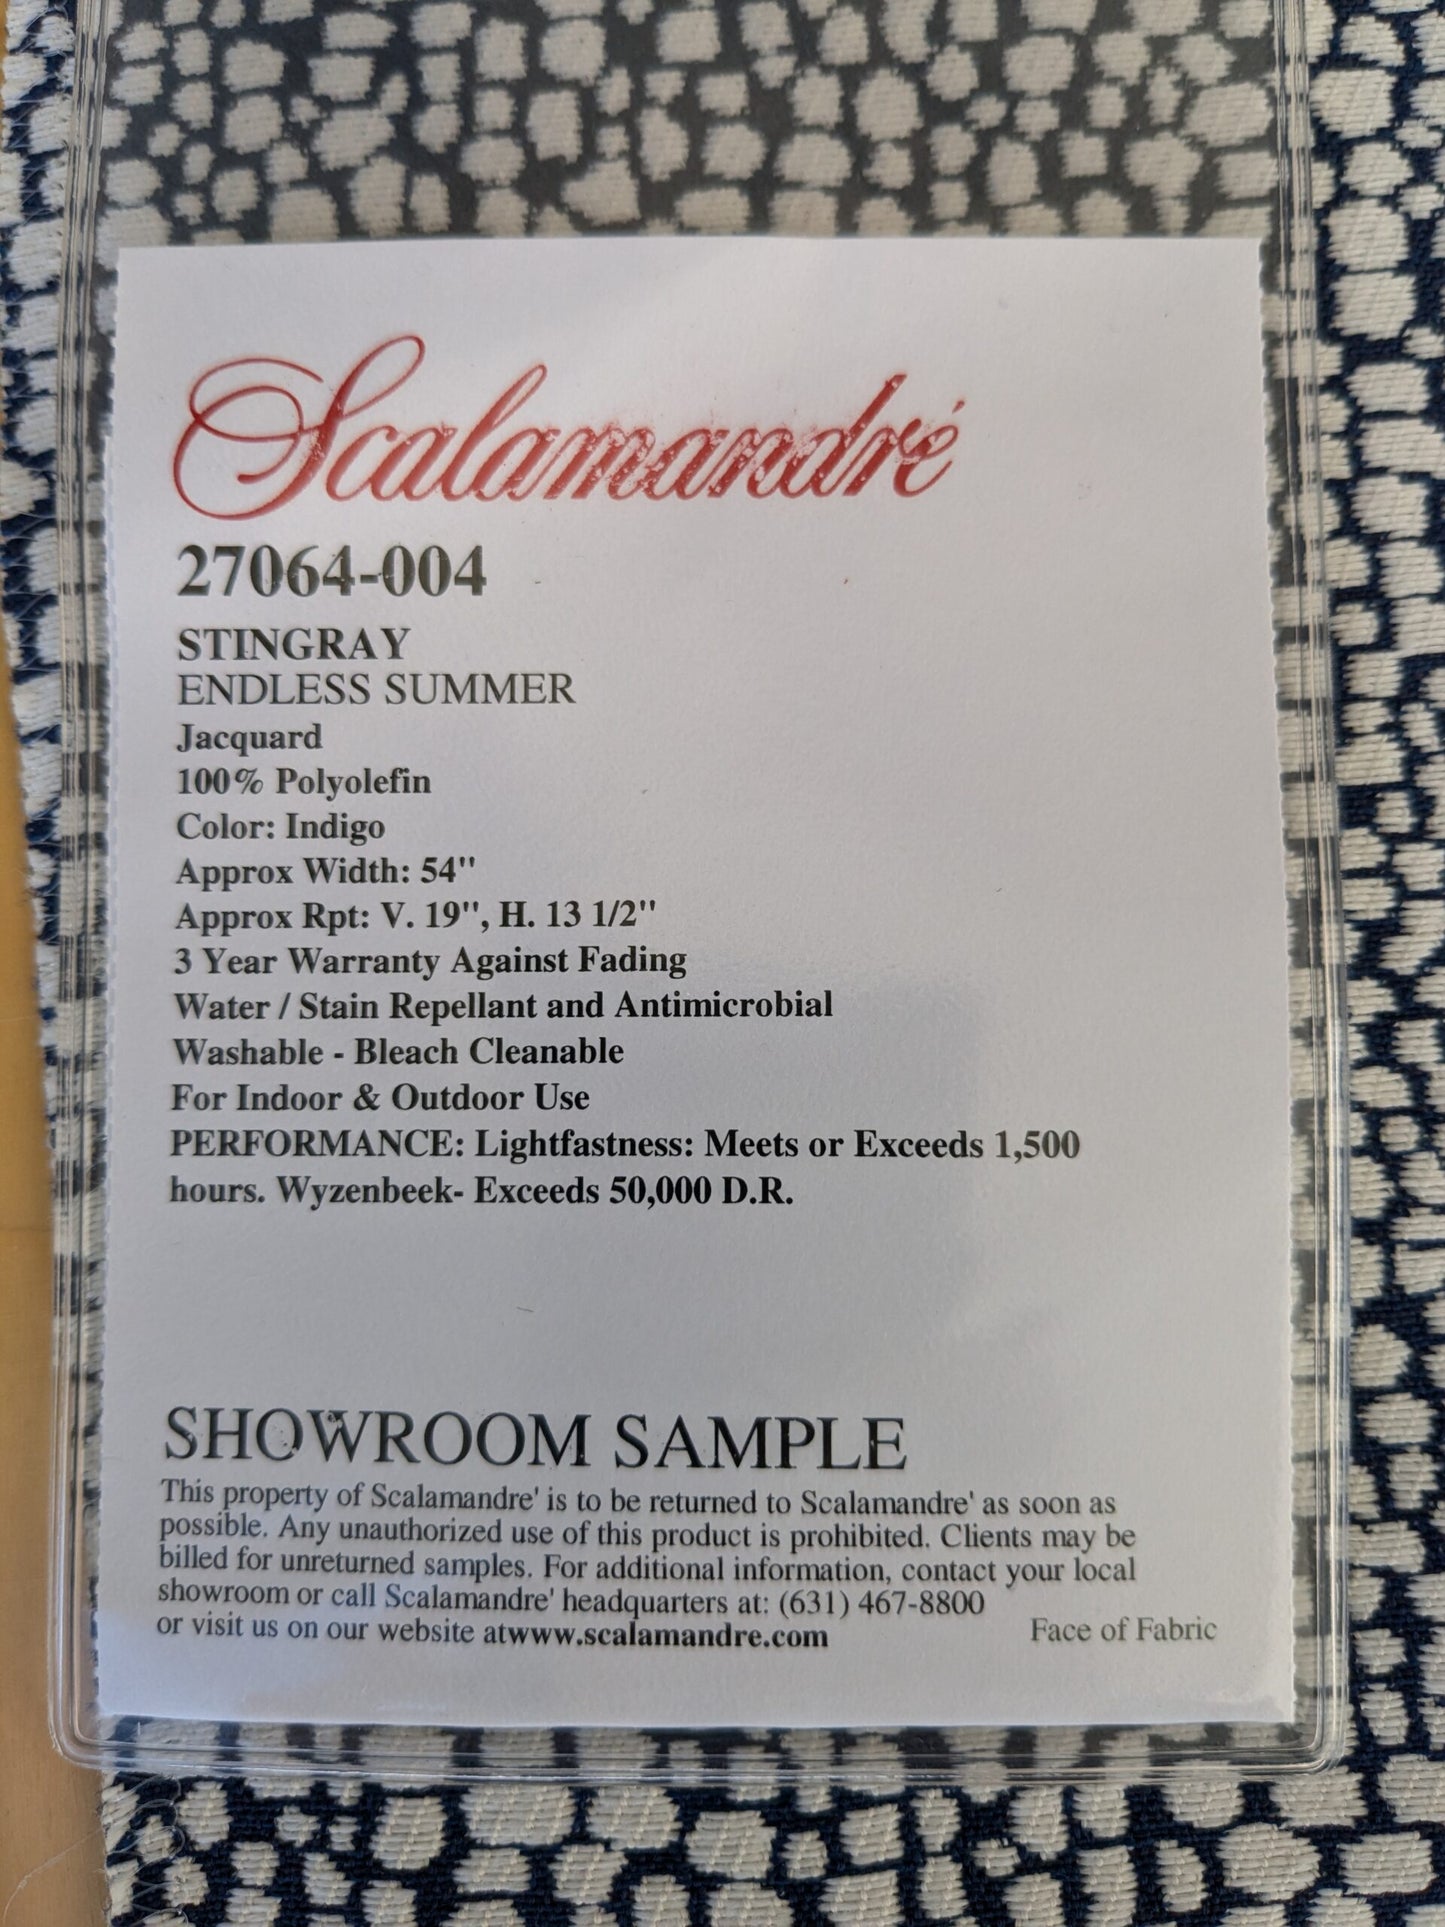 Scalamandré
27064-004
STINGRAY
ENDLESS SUMMER
Jacquard
100% Polyolefin
Color: Indigo
Approx Width: 54"
Approx Rpt: V. 19", H. 13 1/2"
3 Year Warranty Against Fading
Water / Stain Repellant and Antimicrobial
Washable - Bleach Cleanable
For Indoor & Outdoor Use
PERFORMANCE: Lightfastness: Meets or Exceeds 1,500
hours. Wyzenbeek- Exceeds 50,000 D.R.
SHOWROOM SAMPLE
This property of Scalamandre' is to be returned to Scalamandre' as soon as
possible. Any unauthorized use of this product is prohibited. Clients may be
billed for unreturned samples. For additional information, contact your local
showroom or call Scalamandre' headquarters at: (631) 467-8800
or visit us on our website atwww.scalamandre.com
Face of Fabric